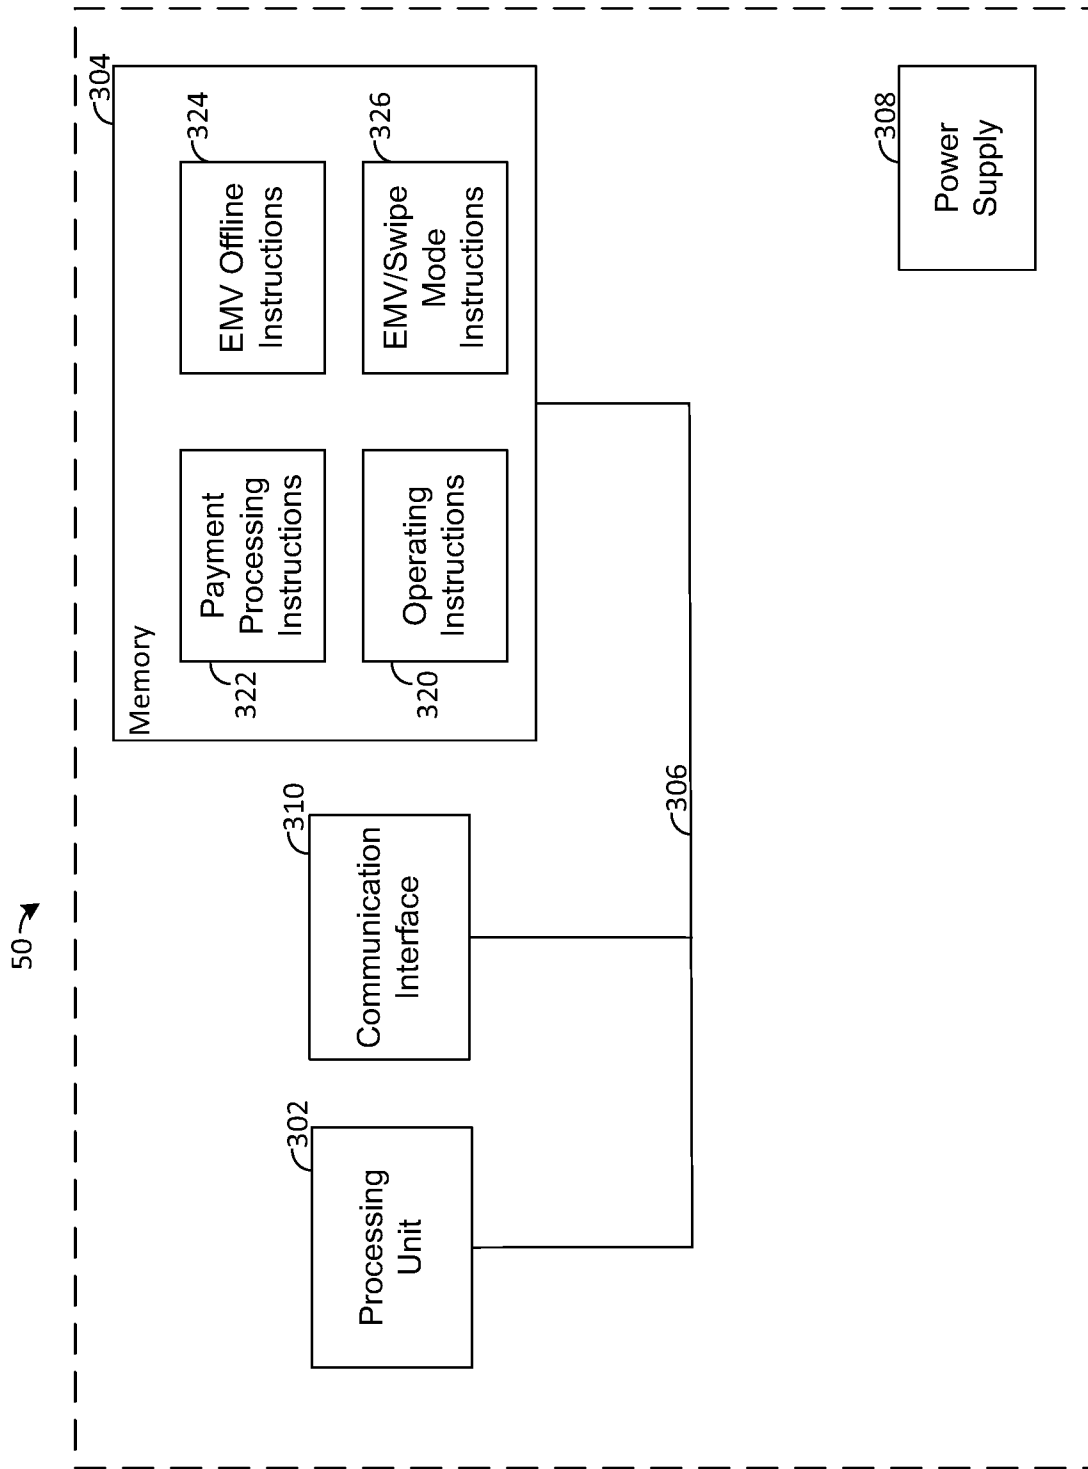 50
304
Memory
322
Payment
Processing
Instructions
324
EMV Offline
Instructions
320
Operating
Instructions
326
EMV/Swipe
Mode
Instructions
302
Processing
Unit
310
Communication
Interface
306
308
Power
Supply